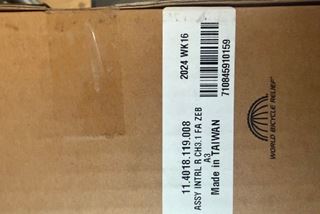 2024 WK16
710845910159
11.4018.119.008
ASSY INTRL R CH3.1 FA ZEB
A3
Made in TAIWAN
WORLD BICYCLE RELIEF